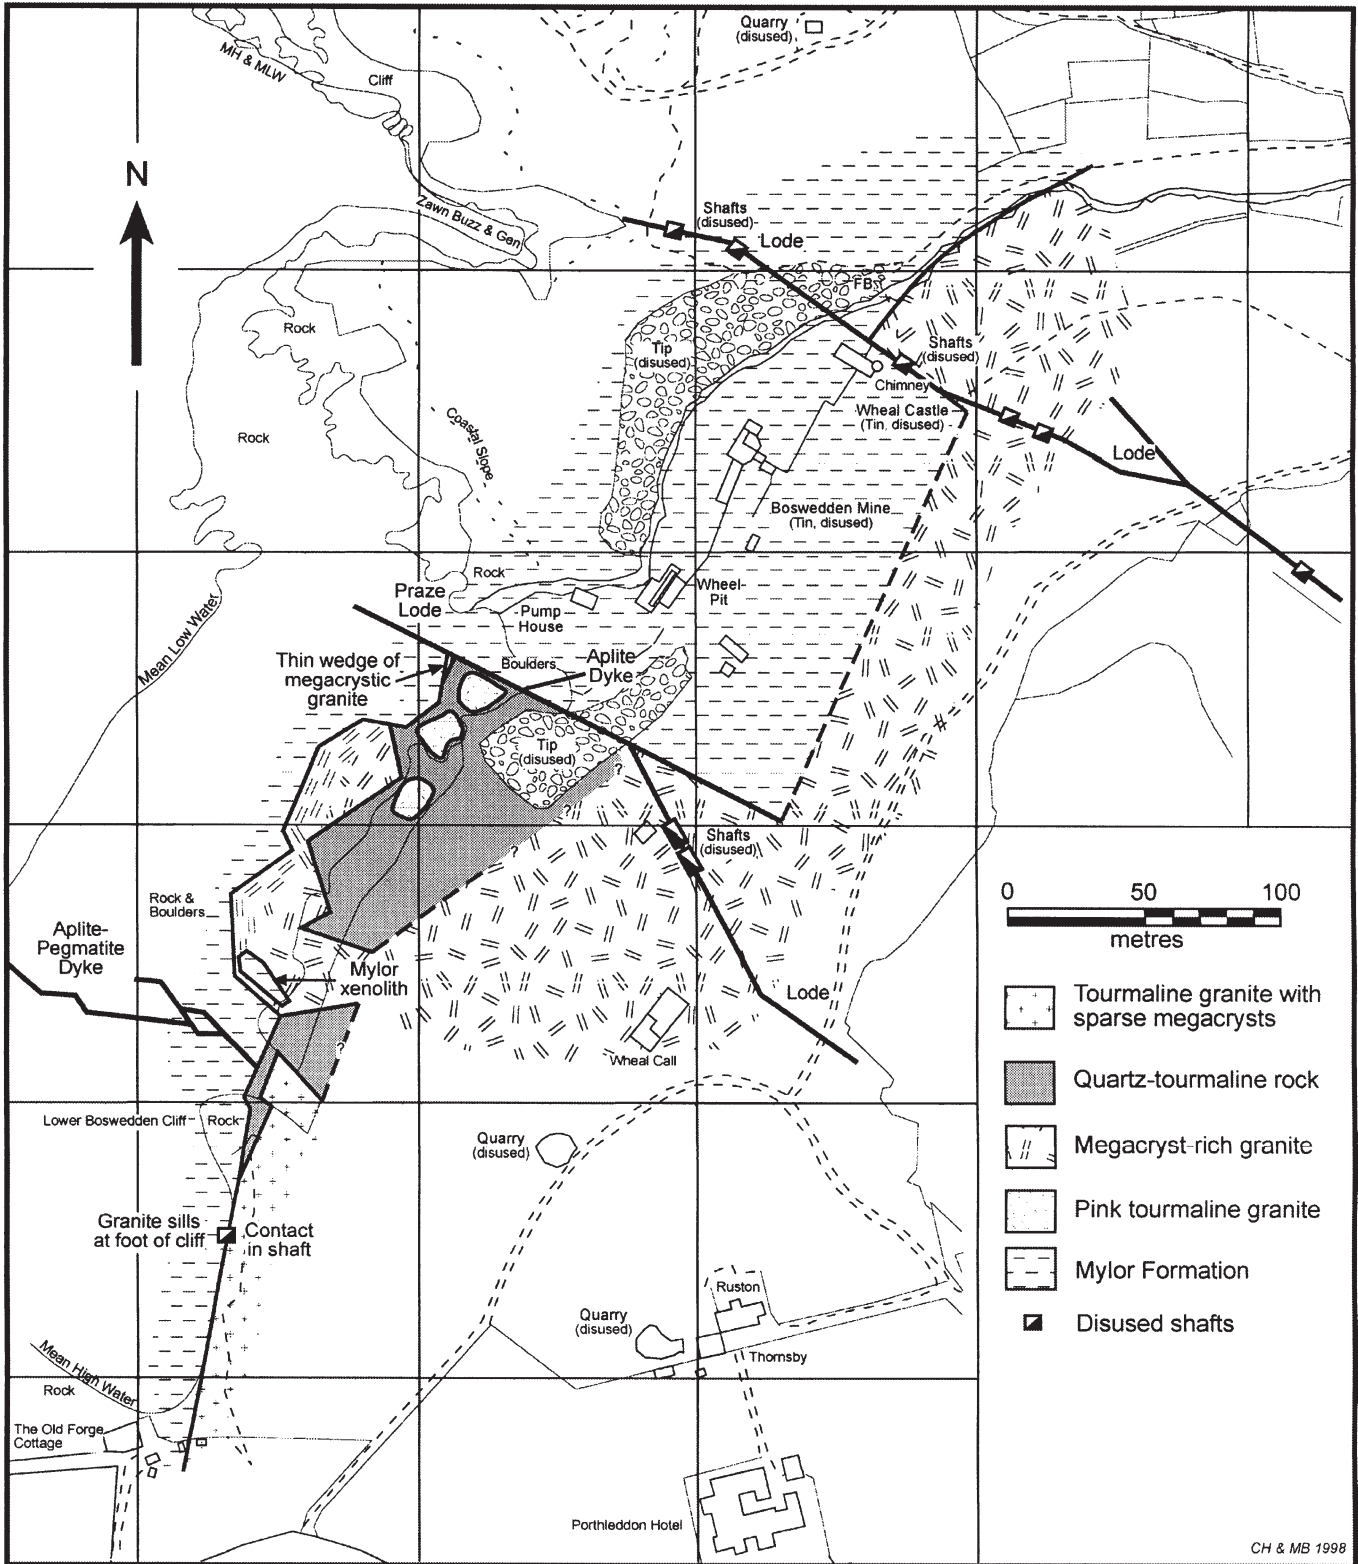 Quarry
(disused)
MH & MLW
Cliff
N
Zawn Buzz & Gen
Shafts
(disused)
Lode
FB
Rock
Tip
(disused)
Shafts
(disused)
Chimney
Wheal Castle
(Tin, disused)
Rock
Coastal Slope
Lode
Boswedden Mine
(Tin, disused)
Rock
Praze
Lode
Pump
House
Wheel
Pit
Mean Low Water
Thin wedge of
megacrystic
granite
Boulders
Aplite
Dyke
#
Tip
(disused)
?
?
?
Shafts
(disused)
Rock &
Boulders
Aplite-
Pegmatite
Dyke
Mylor
xenolith
Lode
?
Wheal Call
Lower Boswedden Cliff
Rock
Quarry
(disused)
Granite sills
at foot of cliff
Contact
in shaft
Ruston
Quarry
(disused)
Thornsby
Mean High Water
Rock
The Old Forge
Cottage
Porthleddon Hotel
0 50 100
metres
Tourmaline granite with
sparse megacrysts
Quartz-tourmaline rock
Megacryst-rich granite
Pink tourmaline granite
Mylor Formation
Disused shafts
CH & MB 1998